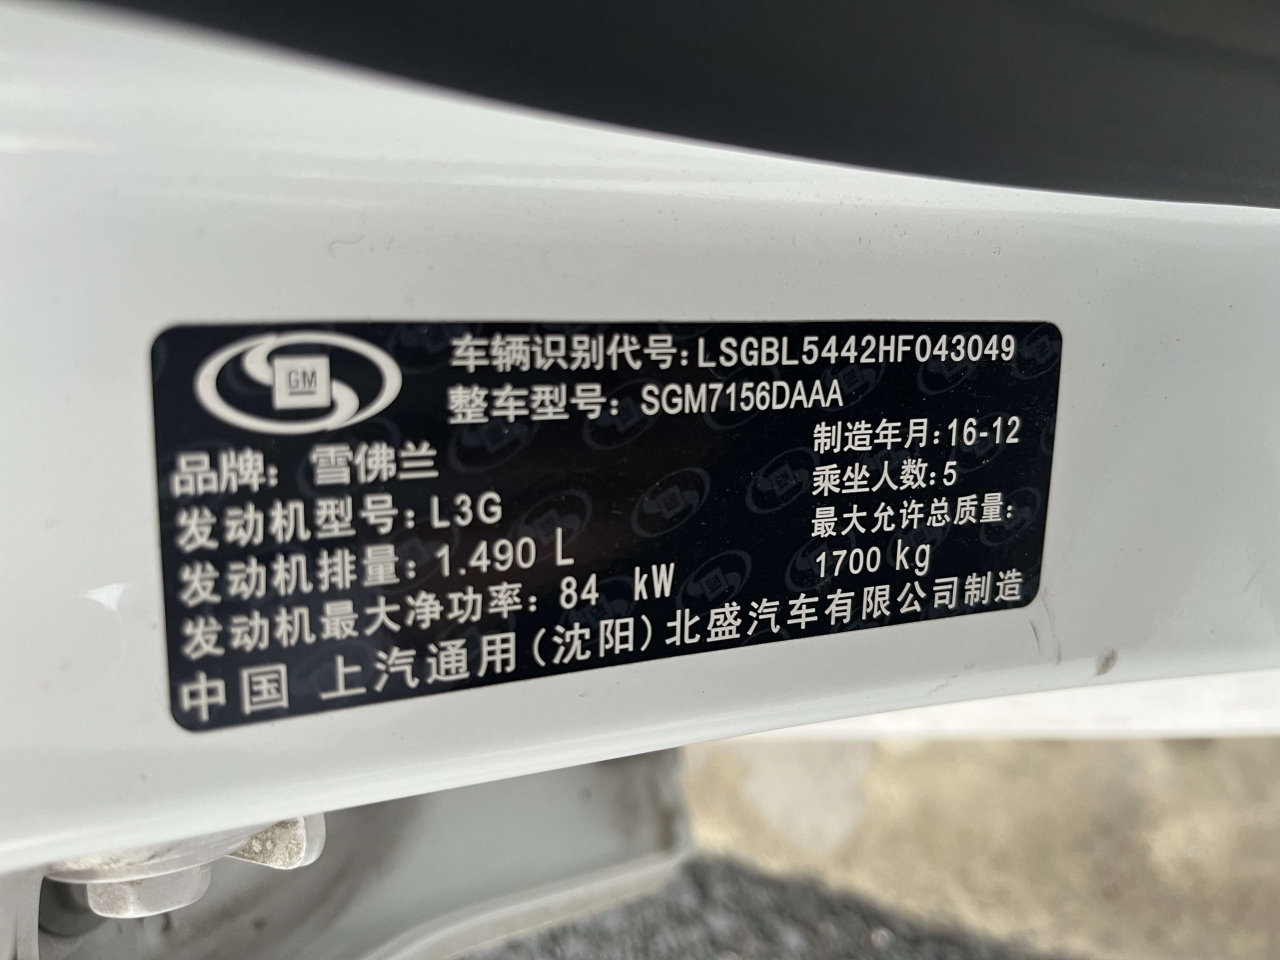 GM
车辆识别代号:LSGBL5442HF043049
整车型号: SGM7156DAAA
品牌: 雪佛兰
制造年月:16-12
发动机型号:L3G
乘坐人数:5
发动机排量: 1.490 L
最大允许总质量:
1700 kg
发动机最大净功率: 84 kW
中国 上汽通用(沈阳)北盛汽车有限公司制造